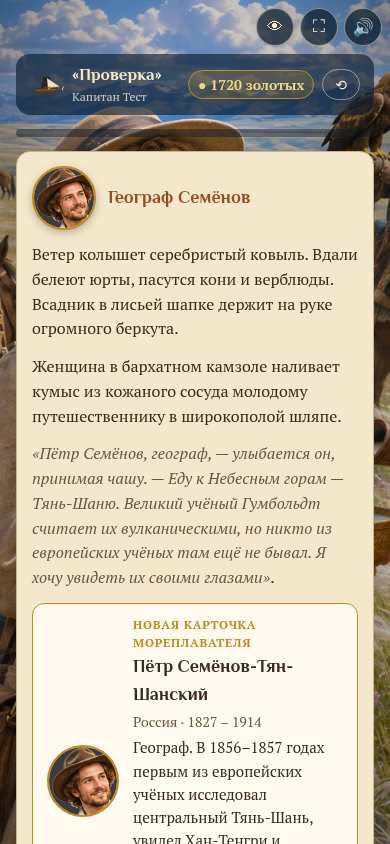 «Проверка»
Капитан Тест
● 1720 золотых
⟲
Географ Семёнов
Ветер колышет серебристый ковыль. Вдали
белеют юрты, пасутся кони и верблюды.
Всадник в лисьей шапке держит на руке
огромного беркута.
Женщина в бархатном камзоле наливает
кумыс из кожаного сосуда молодому
путешественнику в широкополой шляпе.
«Пётр Семёнов, географ, — улыбается он,
принимая чашу. — Еду к Небесным горам —
Тянь-Шаню. Великий учёный Гумбольдт
считает их вулканическими, но никто из
европейских учёных там ещё не бывал. Я
хочу увидеть их своими глазами».
НОВАЯ КАРТОЧКА
МОРЕПЛАВАТЕЛЯ
Пётр Семёнов-Тян-
Шанский
Россия · 1827 – 1914
Географ. В 1856–1857 годах
первым из европейских
учёных исследовал
центральный Тянь-Шань,
увидел Хан-Тенгри и